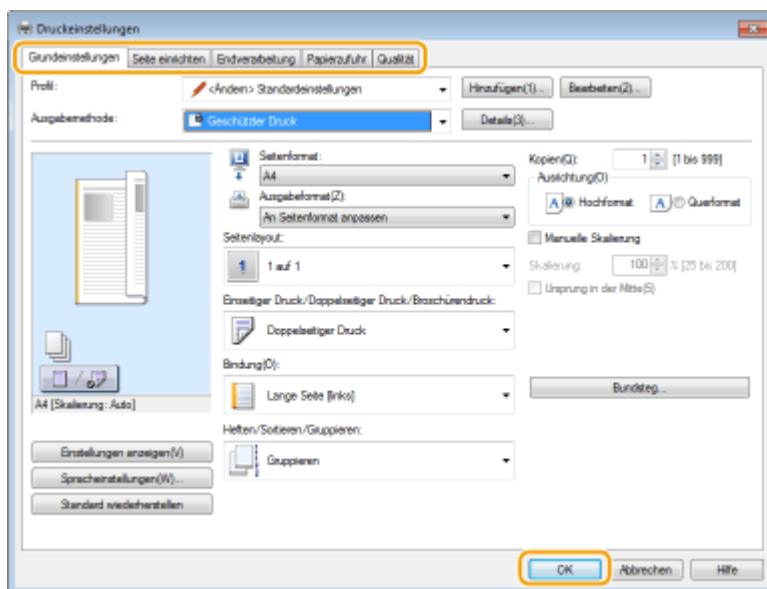 Druckeinstellungen
Grundeinstellungen Seite einrichten Endverarbeitung Papierzufuhr Qualität
Profil: <Ändern> Standardeinstellungen Hinzufügen(1)... Bearbeiten(2)...
Ausgabemethode: Geschützter Druck Details(3)...
Seitenformat: Kopien(Q): 1 [1 bis 999]
A4 Ausrichtung(O)
Ausgabeformat(Z): A Hochformat A Querformat
An Seitenformat anpassen
Seitenlayout: Manuelle Skalierung
1 1 auf 1 Skalierung: 100 % [25 bis 200]
Ursprung in der Mitte(S)
Einseitiger Druck/Doppelseitiger Druck/Broschürendruck:
Doppelseitiger Druck
Bindung(O):
Lange Seite [links] Bundsteg...
A4 [Skalierung: Auto]
Heften/Sortieren/Gruppieren:
Einstellungen anzeigen(V) Gruppieren
Spracheinstellungen(W)...
Standard wiederherstellen
OK Abbrechen Hilfe